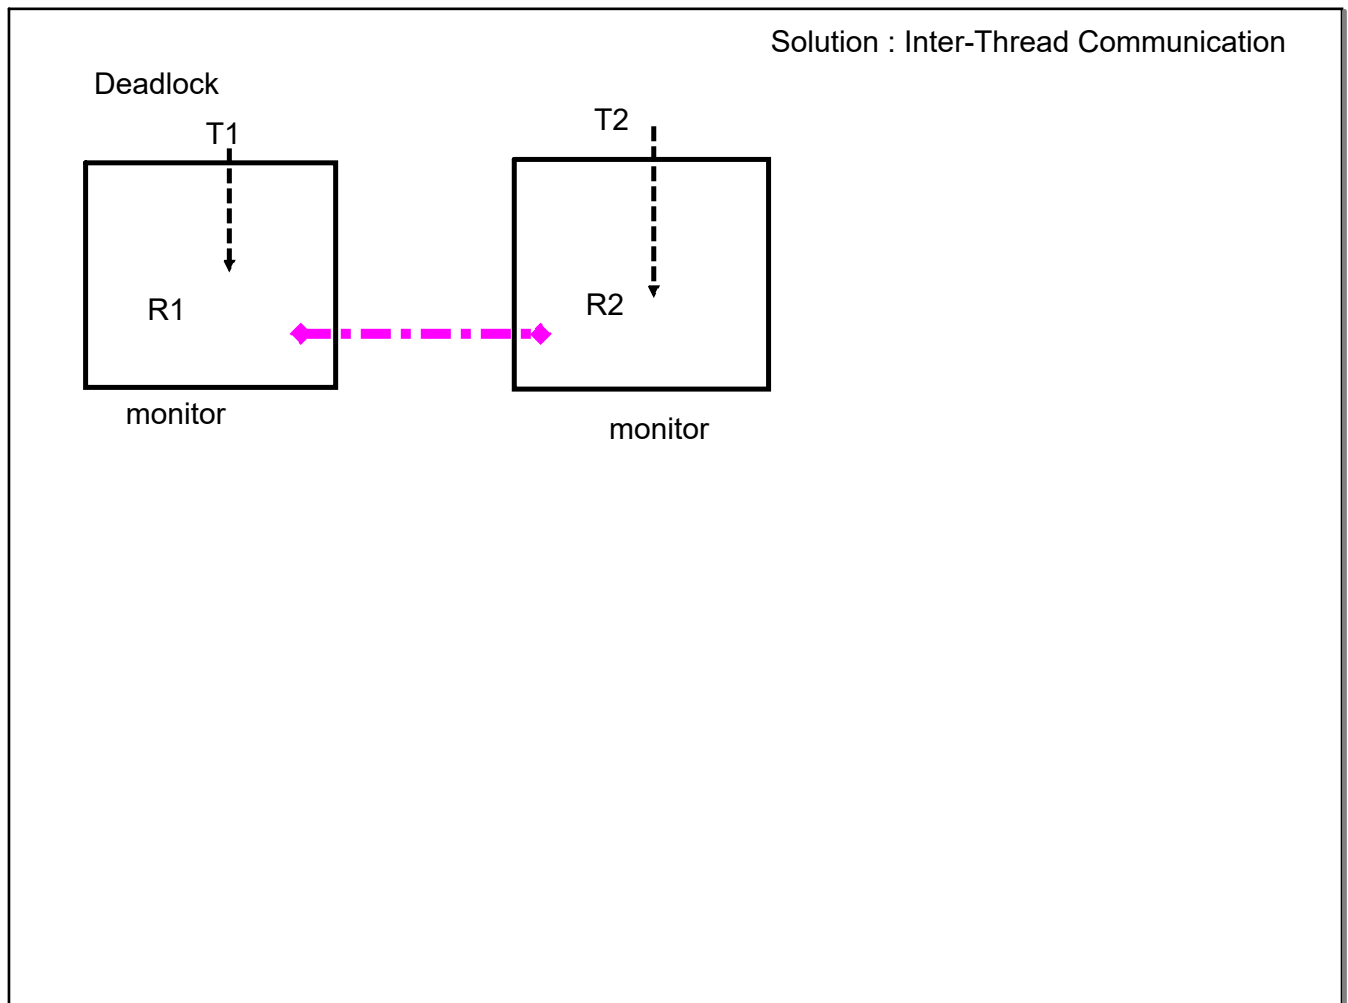 Solution : Inter-Thread Communication
Deadlock
T1
T2
R1
R2
monitor
monitor